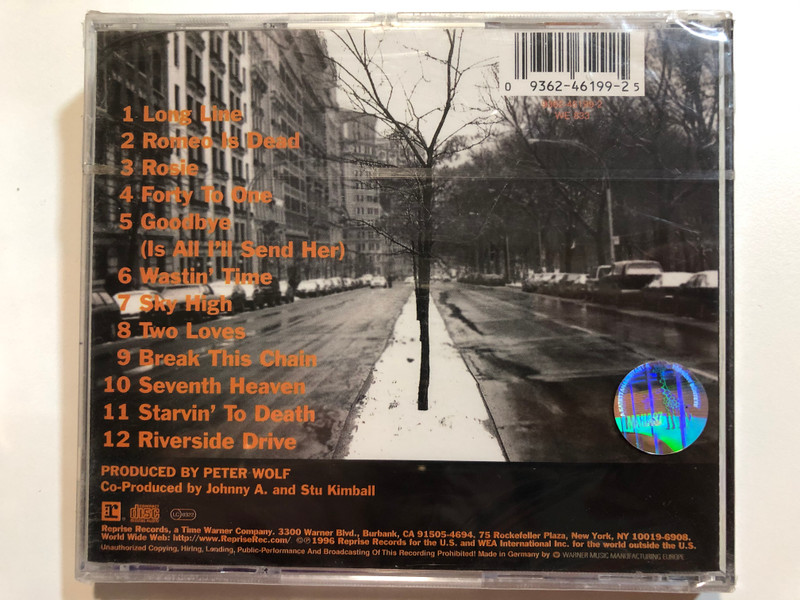 0 9362-46199-2 5
WE 833
1 Long Line
2 Romeo Is Dead
3 Rosie
4 Forty To One
5 Goodbye
(Is All I'll Send Her)
6 Wastin' Time
7 Sky High
8 Two Loves
9 Break This Chain
10 Seventh Heaven
11 Starvin' To Death
12 Riverside Drive
PRODUCED BY PETER WOLF
Co-Produced by Johnny A. and Stu Kimball
r® disc
Reprise Records, a Time Warner Company. 3300 Warner Blvd., Burbank, CA 91505-4694. 75 Rockefeller Plaza, New York, NY 10019-6908.
World Wide Web: http://www.RepriseRec.com/ ©℗ 1996 Reprise Records for the U.S. and WEA International Inc. for the world outside the U.S.
Unauthorized Copying, Hiring, Lending, Public-Performance And Broadcasting Of This Recording Prohibited! Made in Germany by WARNER MUSIC MANUFACTURING EUROPE